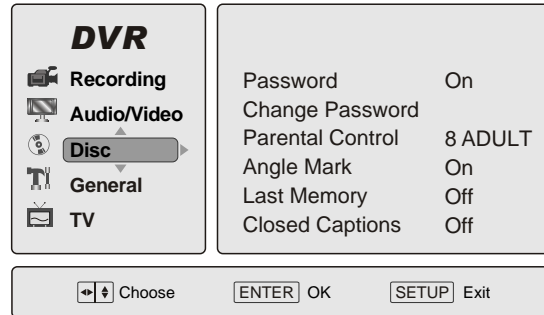 DVR
Recording
Audio/Video
Disc
General
TV
Password On
Change Password
Parental Control 8 ADULT
Angle Mark On
Last Memory Off
Closed Captions Off
Choose ENTER OK SETUP Exit